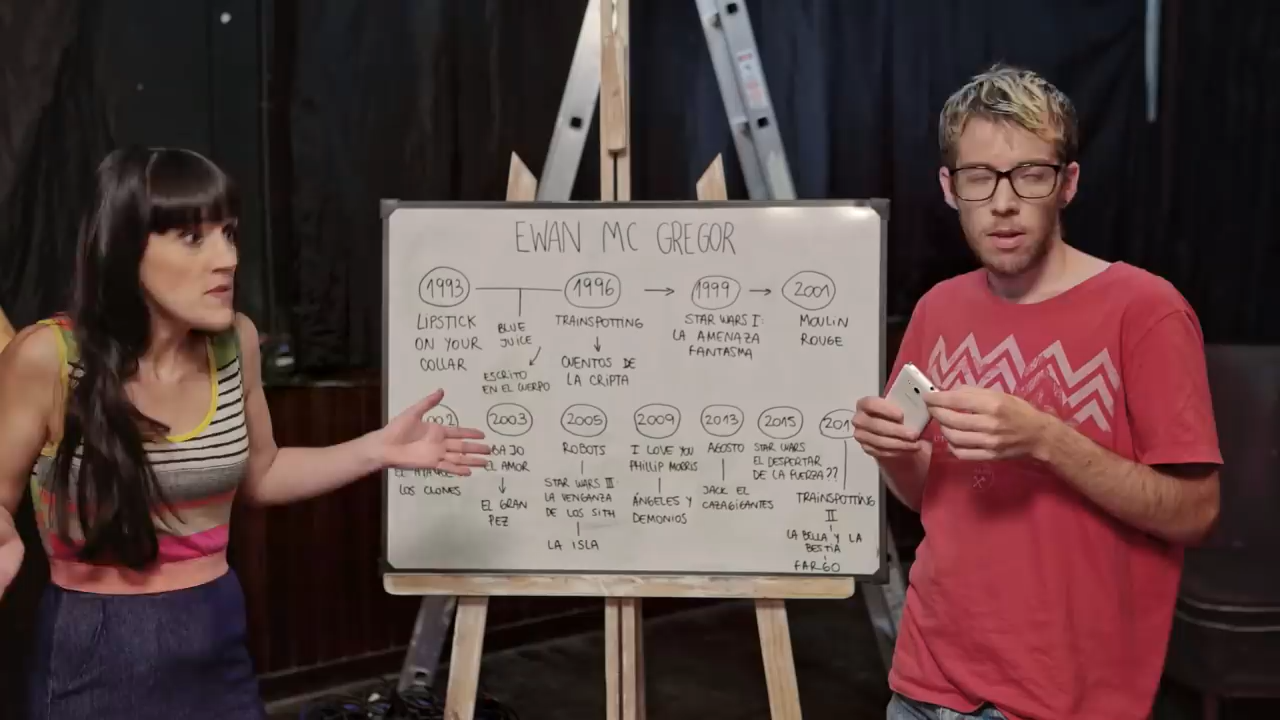 EWAN MC GREGOR
1993 1996 1999 2001
LIPSTICK
ON YOUR
COLLAR
BLUE
JUICE
ESCRITO
EN EL CUERPO
TRAINSPOTTING
CUENTOS DE
LA CRIPTA
STAR WARS I:
LA AMENAZA
FANTASMA
MOULIN
ROUGE
2003 2005 2009 2013 2015
LOS CLONES
EL AMOR
EL GRAN
PEZ
ROBOTS
STAR WARS III:
LA VENGANZA
DE LOS SITH
LA ISLA
I LOVE YOU
PHILLIP MORRIS
ÁNGELES Y
DEMONIOS
AGOSTO
JACK EL
CAZAGIGANTES
STAR WARS
EL DESPERTAR
DE LA FUERZA??
TRAINSPOTTING
II
LA BELLA Y LA
BESTIA
FARGO